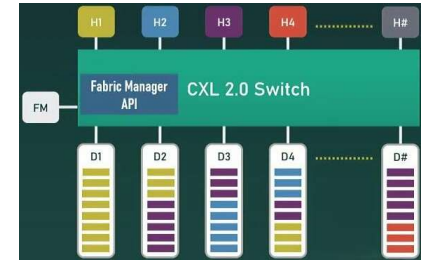 H1 H2 H3 H4 H#
Fabric Manager
API
CXL 2.0 Switch
FM
D1 D2 D3 D4 D#